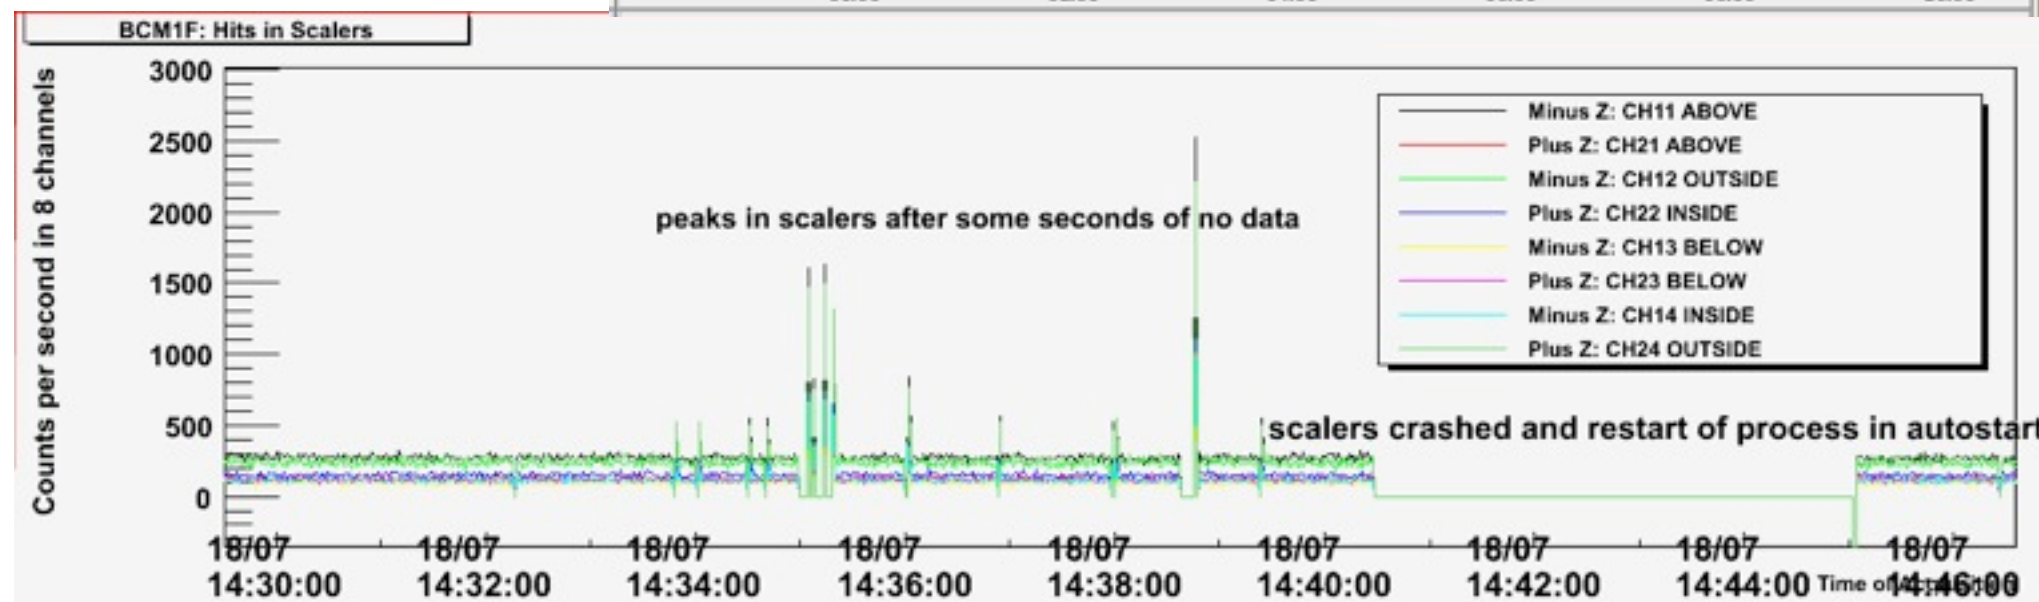 BCM1F: Hits in Scalers
Counts per second in 8 channels
3000
2500
2000
1500
1000
500
0
peaks in scalers after some seconds of no data
Minus Z: CH11 ABOVE
Plus Z: CH21 ABOVE
Minus Z: CH12 OUTSIDE
Plus Z: CH22 INSIDE
Minus Z: CH13 BELOW
Plus Z: CH23 BELOW
Minus Z: CH14 INSIDE
Plus Z: CH24 OUTSIDE
scalers crashed and restart of process in autostart
18/07 18/07 18/07 18/07 18/07 18/07 18/07 18/07 18/07
14:30:00 14:32:00 14:34:00 14:36:00 14:38:00 14:40:00 14:42:00 14:44:00 14:46:00
Time of